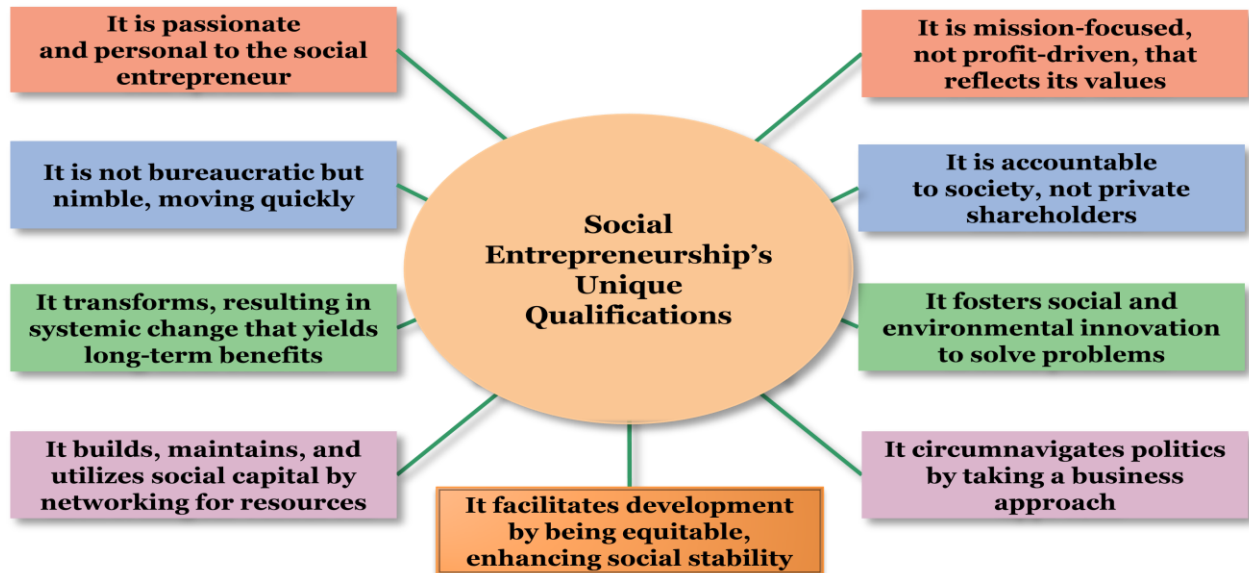 It is passionate
and personal to the social
entrepreneur
It is mission-focused,
not profit-driven, that
reflects its values
It is not bureaucratic but
nimble, moving quickly
It is accountable
to society, not private
shareholders
Social
Entrepreneurship’s
Unique
Qualifications
It transforms, resulting in
systemic change that yields
long-term benefits
It fosters social and
environmental innovation
to solve problems
It builds, maintains, and
utilizes social capital by
networking for resources
It circumnavigates politics
by taking a business
approach
It facilitates development
by being equitable,
enhancing social stability